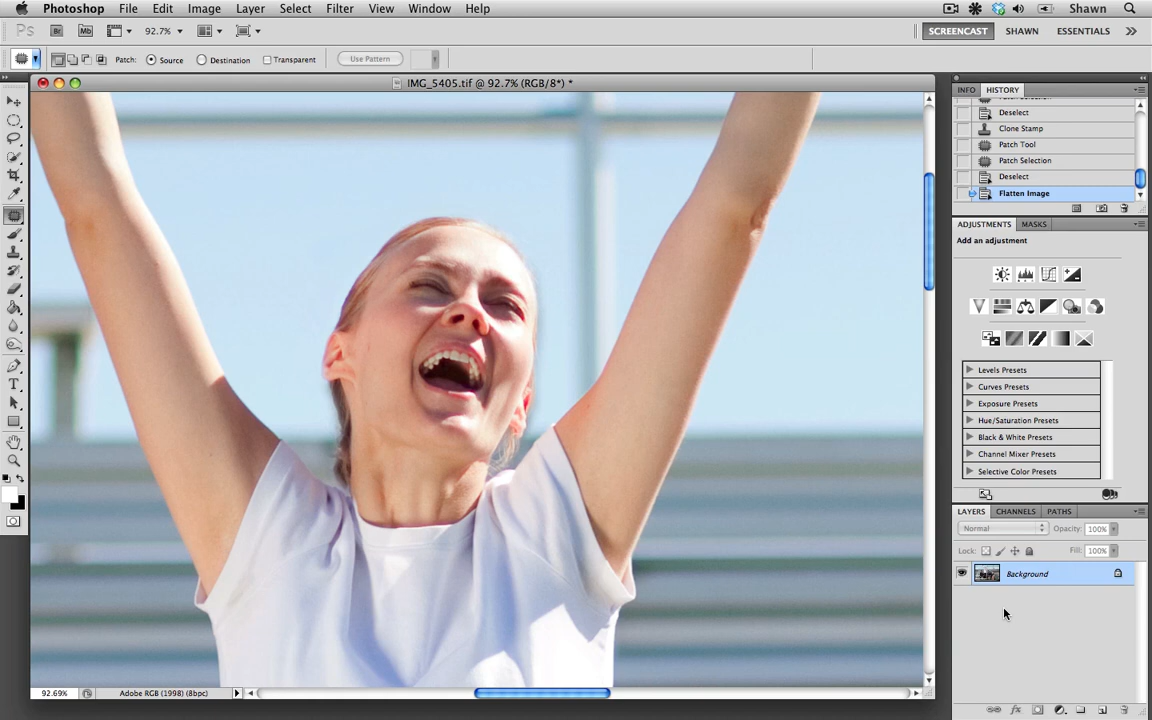 Photoshop File Edit Image Layer Select Filter View Window Help Shawn
Ps Br Mb 92.7% SCREENCAST SHAWN ESSENTIALS
Patch: Source Destination Transparent Use Pattern
IMG_5405.tif @ 92.7% (RGB/8*) *
INFO HISTORY
Deselect
Clone Stamp
Patch Tool
Patch Selection
Deselect
Flatten Image
ADJUSTMENTS MASKS
Add an adjustment
Levels Presets
Curves Presets
Exposure Presets
Hue/Saturation Presets
Black & White Presets
Channel Mixer Presets
Selective Color Presets
LAYERS CHANNELS PATHS
Normal Opacity: 100%
Lock: Fill: 100%
Background
92.69% Adobe RGB (1998) (8bpc)